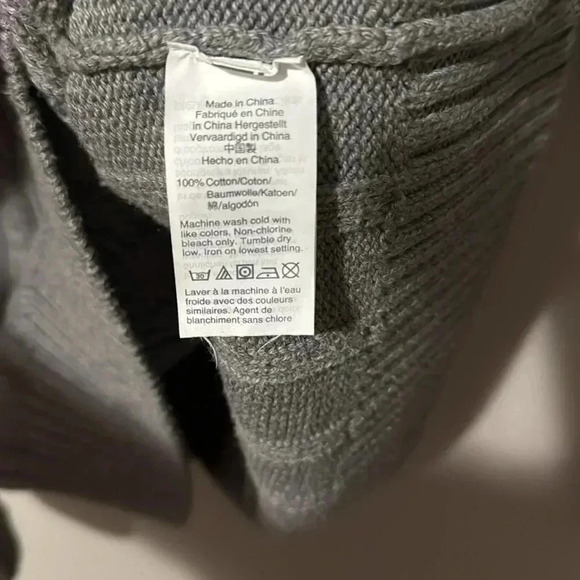 Made in China
Fabriqué en Chine
in China Hergestellt
Vervaardigd in China
中国製
Hecho en China
100% Cotton/Coton/
Baumwolle/Katoen/
綿/algodón
Machine wash cold with
like colors. Non-chlorine
bleach only. Tumble dry
low. Iron on lowest setting.
30
Laver à la machine à l'eau
froide avec des couleurs
similaires. Agent de
blanchiment sans chlore